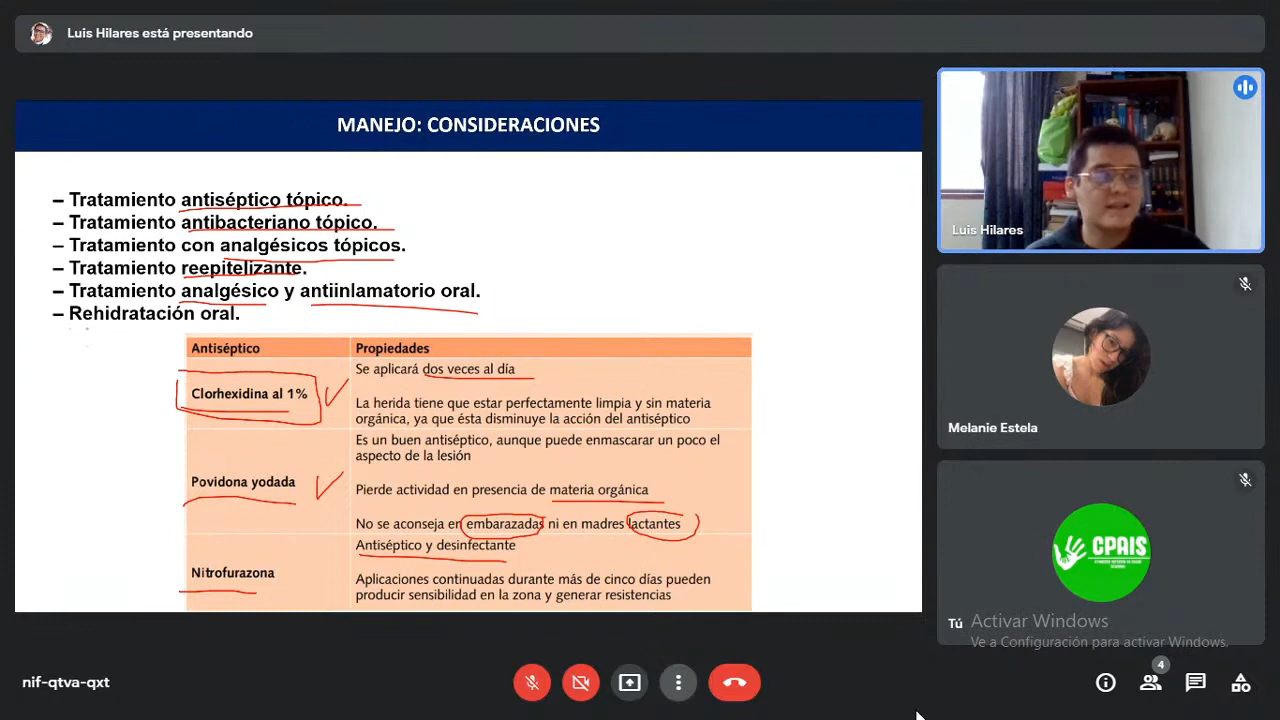 Luis Hilares está presentando
MANEJO: CONSIDERACIONES
– Tratamiento antiséptico tópico.
– Tratamiento antibacteriano tópico.
– Tratamiento con analgésicos tópicos.
– Tratamiento reepitelizante.
– Tratamiento analgésico y antiinlamatorio oral.
– Rehidratación oral.
Antiséptico Propiedades
Clorhexidina al 1%
Se aplicará dos veces al día
La herida tiene que estar perfectamente limpia y sin materia
orgánica, ya que ésta disminuye la acción del antiséptico
Povidona yodada
Es un buen antiséptico, aunque puede enmascarar un poco el
aspecto de la lesión
Pierde actividad en presencia de materia orgánica
No se aconseja en embarazadas ni en madres lactantes
Nitrofurazona
Antiséptico y desinfectante
Aplicaciones continuadas durante más de cinco días pueden
producir sensibilidad en la zona y generar resistencias
Luis Hilares
Melanie Estela
CPAIS
Tú
Activar Windows
Ve a Configuración para activar Windows.
nif-qtva-qxt
4